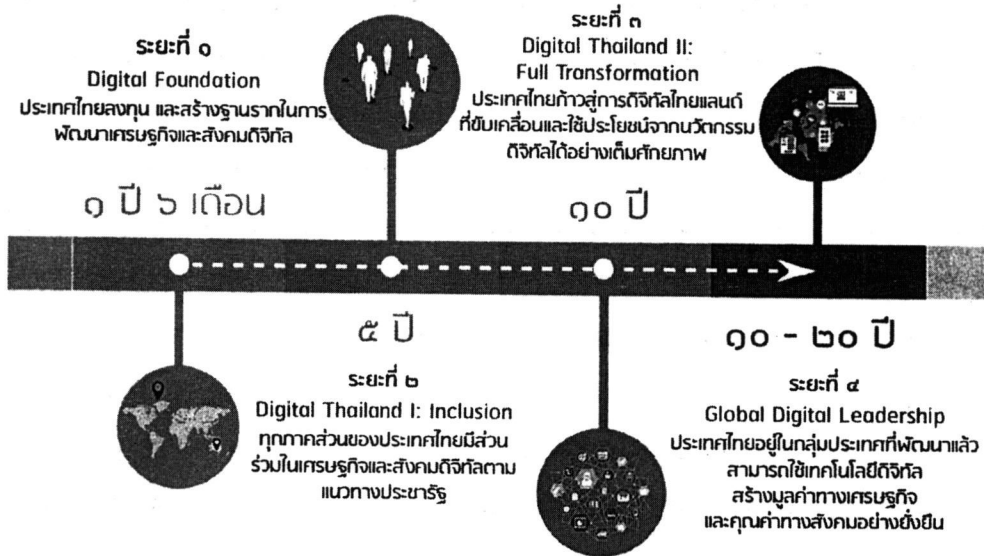 ระยะที่ ๑
Digital Foundation
ประเทศไทยลงทุน และสร้างฐานรากในการ
พัฒนาเศรษฐกิจและสังคมดิจิทัล
๑ ปี ๖ เดือน
๕ ปี
ระยะที่ ๒
Digital Thailand I: Inclusion
ทุกภาคส่วนของประเทศไทยมีส่วน
ร่วมในเศรษฐกิจและสังคมดิจิทัลตาม
แนวทางประชารัฐ
ระยะที่ ๓
Digital Thailand II:
Full Transformation
ประเทศไทยก้าวสู่การดิจิทัลไทยแลนด์
ที่ขับเคลื่อนและใช้ประโยชน์จากนวัตกรรม
ดิจิทัลได้อย่างเต็มศักยภาพ
๑๐ ปี
๑๐ - ๒๐ ปี
ระยะที่ ๔
Global Digital Leadership
ประเทศไทยอยู่ในกลุ่มประเทศที่พัฒนาแล้ว
สามารถใช้เทคโนโลยีดิจิทัล
สร้างมูลค่าทางเศรษฐกิจ
และคุณค่าทางสังคมอย่างยั่งยืน